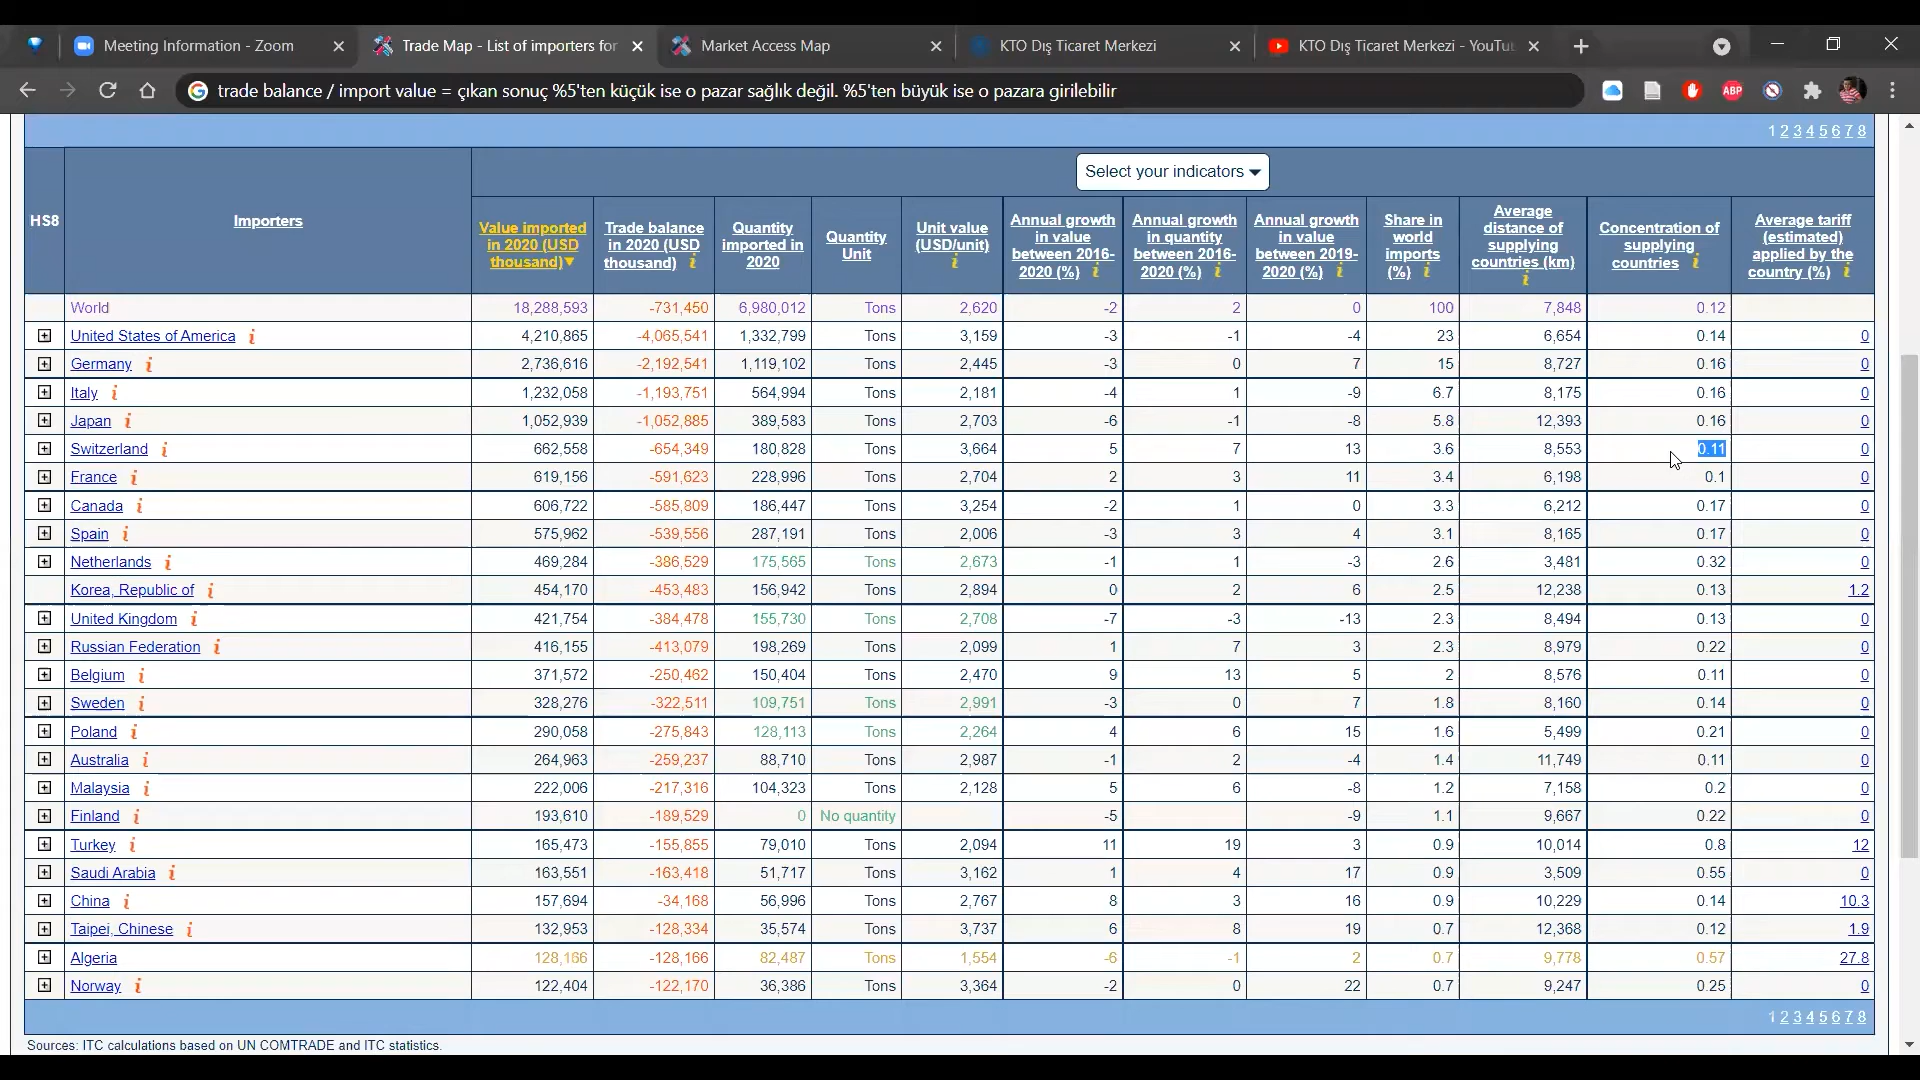 Meeting Information - Zoom
Trade Map - List of importers for
Market Access Map
KTO Dış Ticaret Merkezi
KTO Dış Ticaret Merkezi - YouTu
trade balance / import value = çıkan sonuç %5'ten küçük ise o pazar sağlık değil. %5'ten büyük ise o pazara girilebilir
ABP
1 2 3 4 5 6 7 8
Select your indicators
HS8 Importers Value imported in 2020 (USD thousand)▼ Trade balance in 2020 (USD thousand) i Quantity imported in 2020 Quantity Unit Unit value (USD/unit) i Annual growth in value between 2016-2020 (%) i Annual growth in quantity between 2016-2020 (%) i Annual growth in value between 2019-2020 (%) i Share in world imports (%) i Average distance of supplying countries (km) i Concentration of supplying countries i Average tariff (estimated) applied by the country (%) i
World 18,288,593 -731,450 6,980,012 Tons 2,620 -2 2 0 100 7,848 0.12
United States of America i 4,210,865 -4,065,541 1,332,799 Tons 3,159 -3 -1 -4 23 6,654 0.14 0
Germany i 2,736,616 -2,192,541 1,119,102 Tons 2,445 -3 0 7 15 8,727 0.16 0
Italy i 1,232,058 -1,193,751 564,994 Tons 2,181 -4 1 -9 6.7 8,175 0.16 0
Japan i 1,052,939 -1,052,885 389,583 Tons 2,703 -6 -1 -8 5.8 12,393 0.16 0
Switzerland i 662,558 -654,349 180,828 Tons 3,664 5 7 13 3.6 8,553 0.11 0
France i 619,156 -591,623 228,996 Tons 2,704 2 3 11 3.4 6,198 0.1 0
Canada i 606,722 -585,809 186,447 Tons 3,254 -2 1 0 3.3 6,212 0.17 0
Spain i 575,962 -539,556 287,191 Tons 2,006 -3 3 4 3.1 8,165 0.17 0
Netherlands i 469,284 -386,529 175,565 Tons 2,673 -1 1 -3 2.6 3,481 0.32 0
Korea, Republic of i 454,170 -453,483 156,942 Tons 2,894 0 2 6 2.5 12,238 0.13 1.2
United Kingdom i 421,754 -384,478 155,730 Tons 2,708 -7 -3 -13 2.3 8,494 0.13 0
Russian Federation i 416,155 -413,079 198,269 Tons 2,099 1 7 3 2.3 8,979 0.22 0
Belgium i 371,572 -250,462 150,404 Tons 2,470 9 13 5 2 8,576 0.11 0
Sweden i 328,276 -322,511 109,751 Tons 2,991 -3 0 7 1.8 8,160 0.14 0
Poland i 290,058 -275,843 128,113 Tons 2,264 4 6 15 1.6 5,499 0.21 0
Australia i 264,963 -259,237 88,710 Tons 2,987 -1 2 -4 1.4 11,749 0.11 0
Malaysia i 222,006 -217,316 104,323 Tons 2,128 5 6 -8 1.2 7,158 0.2 0
Finland i 193,610 -189,529 0 No quantity -5 -9 1.1 9,667 0.22 0
Turkey i 165,473 -155,855 79,010 Tons 2,094 11 19 3 0.9 10,014 0.8 12
Saudi Arabia i 163,551 -163,418 51,717 Tons 3,162 1 4 17 0.9 3,509 0.55 0
China i 157,694 -34,168 56,996 Tons 2,767 8 3 16 0.9 10,229 0.14 10.3
Taipei, Chinese i 132,953 -128,334 35,574 Tons 3,737 6 8 19 0.7 12,368 0.12 1.9
Algeria 128,166 -128,166 82,487 Tons 1,554 -6 -1 2 0.7 9,778 0.57 27.8
Norway i 122,404 -122,170 36,386 Tons 3,364 -2 0 22 0.7 9,247 0.25 0
1 2 3 4 5 6 7 8
Sources: ITC calculations based on UN COMTRADE and ITC statistics.